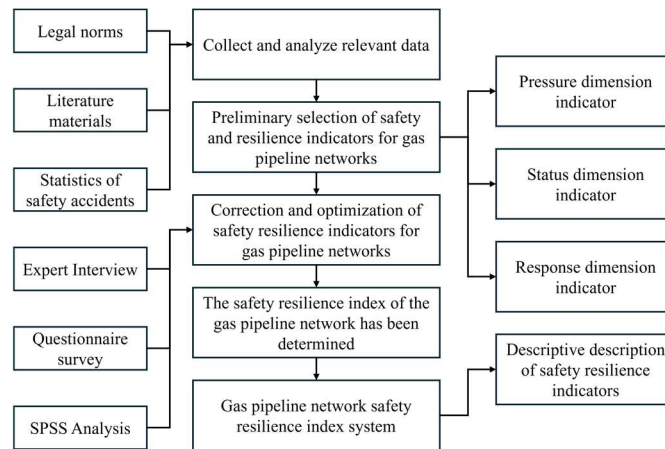 Legal norms
Literature
materials
Statistics of
safety accidents
Expert Interview
Questionnaire
survey
SPSS Analysis
Collect and analyze relevant data
Preliminary selection of safety
and resilience indicators for gas
pipeline networks
Correction and optimization of
safety resilience indicators for
gas pipeline networks
The safety resilience index of the
gas pipeline network has been
determined
Gas pipeline network safety
resilience index system
Pressure dimension
indicator
Status dimension
indicator
Response dimension
indicator
Descriptive description
of safety resilience
indicators